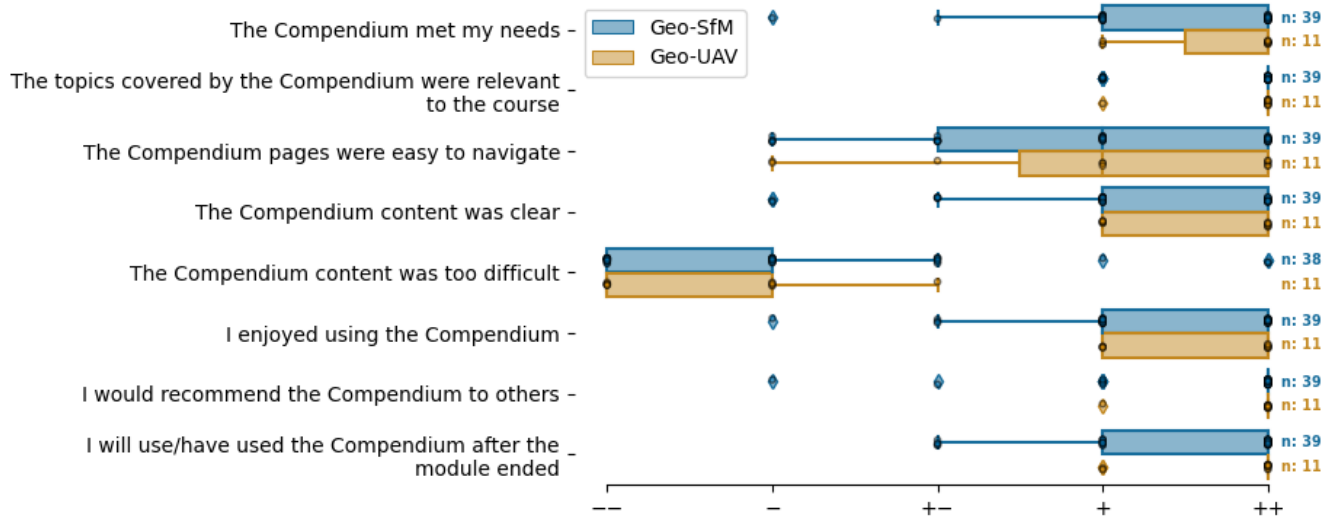 Geo-SfM
Geo-UAV
The Compendium met my needs
n: 39
n: 11
The topics covered by the Compendium were relevant
to the course
n: 39
n: 11
The Compendium pages were easy to navigate
n: 39
n: 11
The Compendium content was clear
n: 39
n: 11
The Compendium content was too difficult
n: 38
n: 11
I enjoyed using the Compendium
n: 39
n: 11
I would recommend the Compendium to others
n: 39
n: 11
I will use/have used the Compendium after the
module ended
n: 39
n: 11
−− − +− + ++